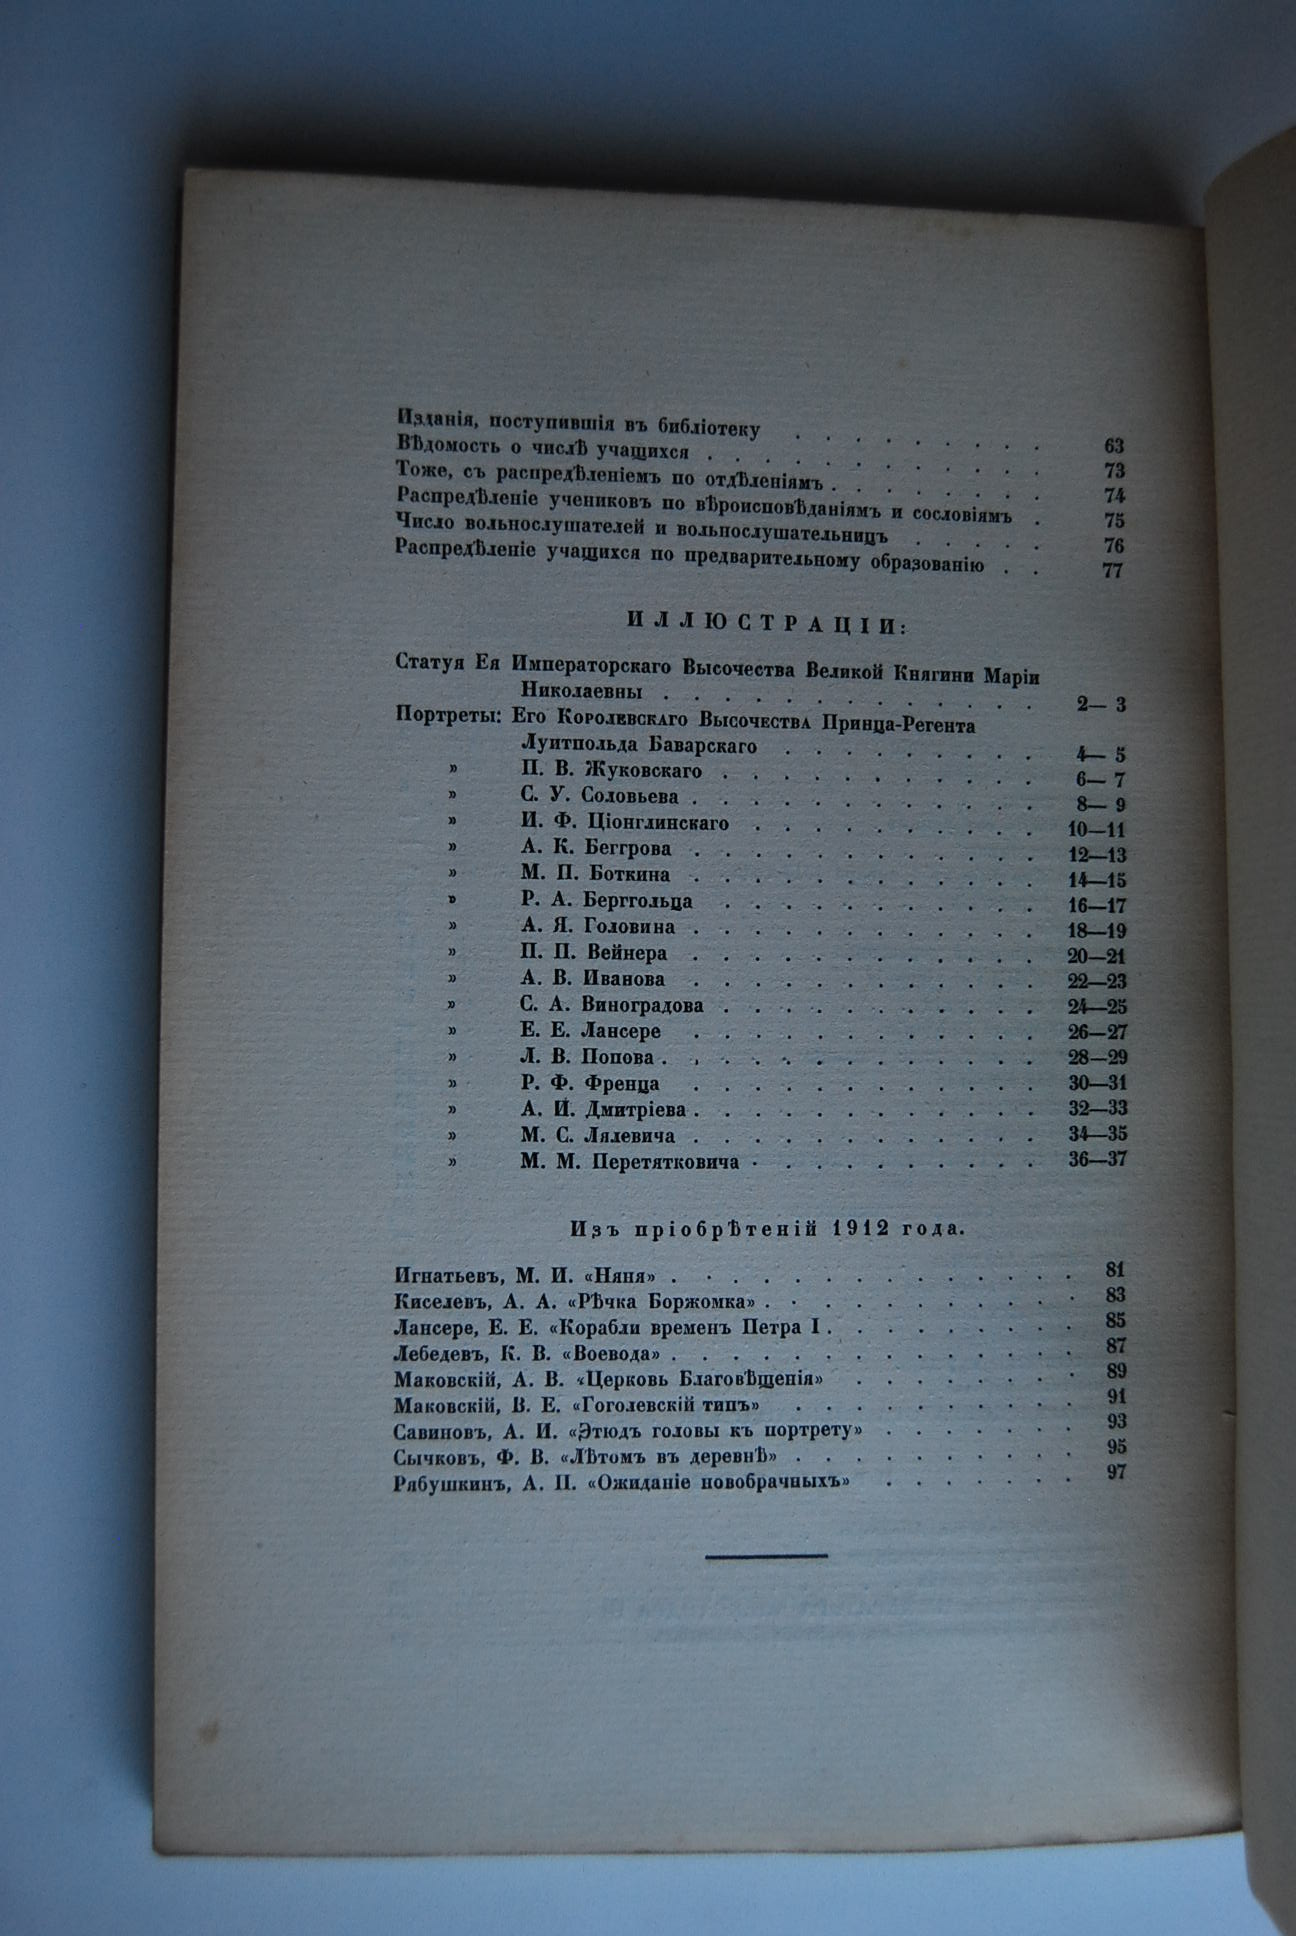 Изданія, поступившія въ библіотеку . . . . . . . . . 63
Вѣдомость о числѣ учащихся . . . . . . . . . . . . 73
Тоже, съ распредѣленіемъ по отдѣленіямъ . . . . . . . . 74
Распредѣленіе учениковъ по вѣроисповѣданіямъ и сословіямъ . 75
Число вольнослушателей и вольнослушательницъ . . . . . 76
Распредѣленіе учащихся по предварительному образованію . . 77
ИЛЛЮСТРАЦІИ:
Статуя Ея Императорскаго Высочества Великой Княгини Маріи
Николаевны . . . . . . . . . . . . . 2— 3
Портреты: Его Королевскаго Высочества Принца-Регента
Луитпольда Баварскаго . . . . . . . . . 4— 5
» П. В. Жуковскаго . . . . . . . . . . . 6— 7
» С. У. Соловьева . . . . . . . . . . . . 8— 9
» И. Ф. Ціонглинскаго . . . . . . . . . . 10—11
» А. К. Беггрова . . . . . . . . . . . . 12—13
» М. П. Боткина . . . . . . . . . . . . 14—15
» Р. А. Берггольца . . . . . . . . . . . 16—17
» А. Я. Головина . . . . . . . . . . . . 18—19
» П. П. Вейнера . . . . . . . . . . . . 20—21
» А. В. Иванова . . . . . . . . . . . . 22—23
» С. А. Виноградова . . . . . . . . . . . 24—25
» Е. Е. Лансере . . . . . . . . . . . . 26—27
» Л. В. Попова . . . . . . . . . . . . . 28—29
» Р. Ф. Френца . . . . . . . . . . . . 30—31
» А. И. Дмитріева . . . . . . . . . . . . 32—33
» М. С. Лялевича . . . . . . . . . . . . 34—35
» М. М. Перетятковича . . . . . . . . . . 36—37
Изъ пріобрѣтеній 1912 года.
Игнатьевъ, М. И. «Няня» . . . . . . . . . . . . . . 81
Киселевъ, А. А. «Рѣчка Боржомка» . . . . . . . . . . . 83
Лансере, Е. Е. «Корабли временъ Петра I . . . . . . . . . 85
Лебедевъ, К. В. «Воевода» . . . . . . . . . . . . . . 87
Маковскій, А. В. «Церковь Благовѣщенія» . . . . . . . . 89
Маковскій, В. Е. «Гоголевскій типъ» . . . . . . . . . . 91
Савиновъ, А. И. «Этюдъ головы къ портрету» . . . . . . . 93
Сычковъ, Ф. В. «Лѣтомъ въ деревнѣ» . . . . . . . . . . 95
Рябушкинъ, А. П. «Ожиданіе новобрачныхъ» . . . . . . . 97